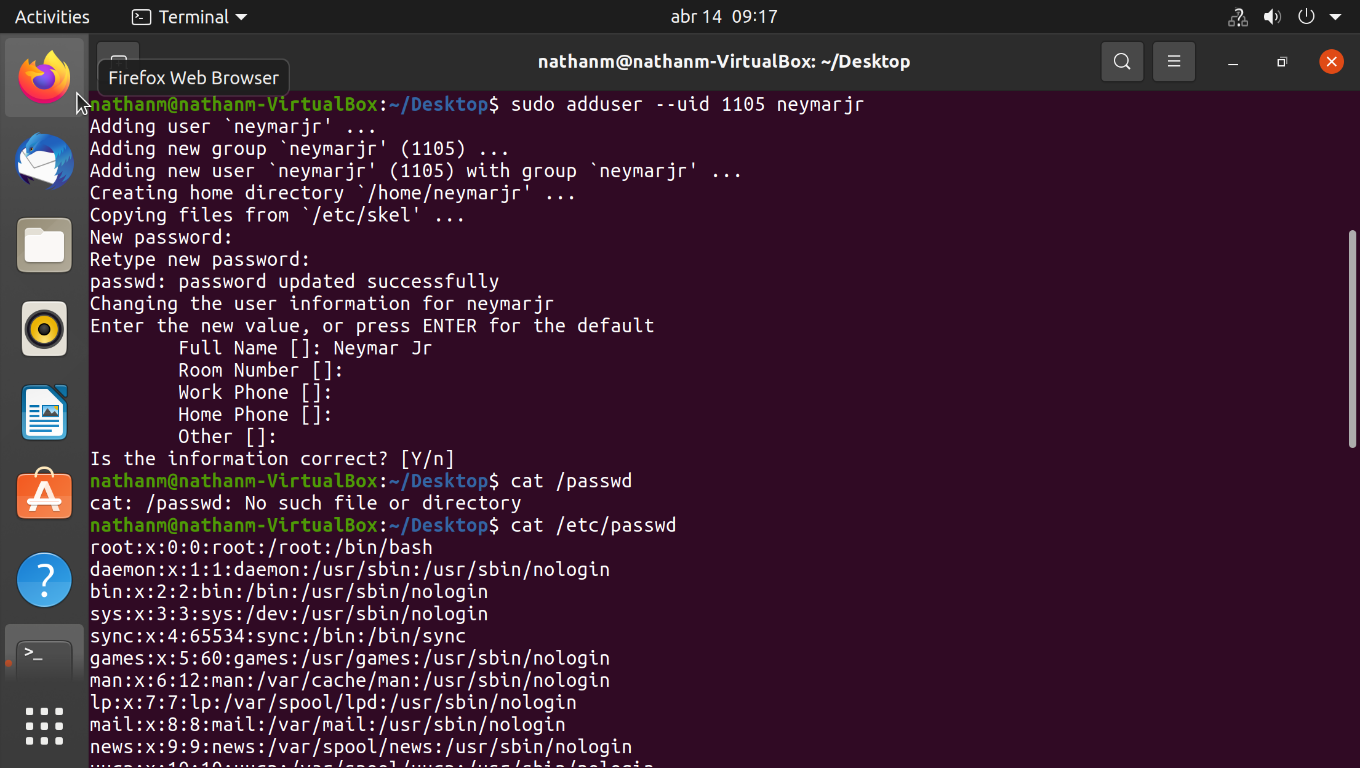 Activities
Terminal
abr 14 09:17
nathanm@nathanm-VirtualBox: ~/Desktop
Firefox Web Browser
nathanm@nathanm-VirtualBox:~/Desktop$ sudo adduser --uid 1105 neymarjr
Adding user `neymarjr' ...
Adding new group `neymarjr' (1105) ...
Adding new user `neymarjr' (1105) with group `neymarjr' ...
Creating home directory `/home/neymarjr' ...
Copying files from `/etc/skel' ...
New password:
Retype new password:
passwd: password updated successfully
Changing the user information for neymarjr
Enter the new value, or press ENTER for the default
Full Name []: Neymar Jr
Room Number []:
Work Phone []:
Home Phone []:
Other []:
Is the information correct? [Y/n]
nathanm@nathanm-VirtualBox:~/Desktop$ cat /passwd
cat: /passwd: No such file or directory
nathanm@nathanm-VirtualBox:~/Desktop$ cat /etc/passwd
root:x:0:0:root:/root:/bin/bash
daemon:x:1:1:daemon:/usr/sbin:/usr/sbin/nologin
bin:x:2:2:bin:/bin:/usr/sbin/nologin
sys:x:3:3:sys:/dev:/usr/sbin/nologin
sync:x:4:65534:sync:/bin:/bin/sync
games:x:5:60:games:/usr/games:/usr/sbin/nologin
man:x:6:12:man:/var/cache/man:/usr/sbin/nologin
lp:x:7:7:lp:/var/spool/lpd:/usr/sbin/nologin
mail:x:8:8:mail:/var/mail:/usr/sbin/nologin
news:x:9:9:news:/var/spool/news:/usr/sbin/nologin
uucp:x:10:10:uucp:/var/spool/uucp:/usr/sbin/nologin